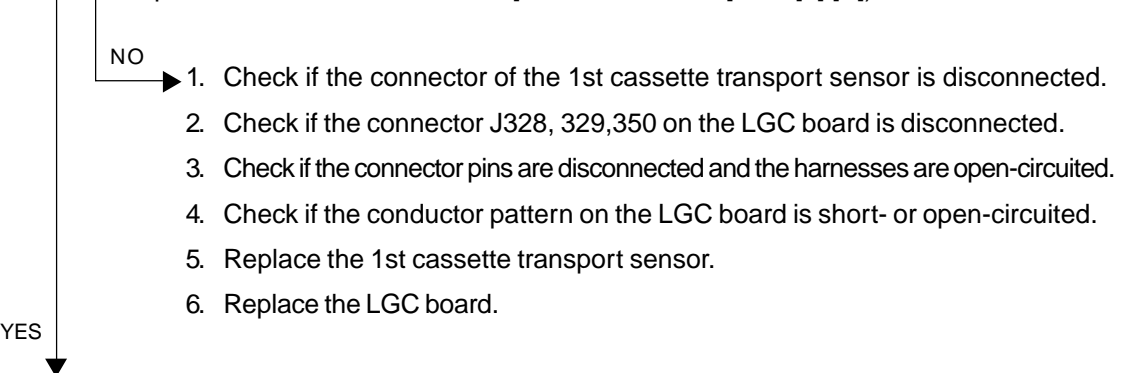 NO
1. Check if the connector of the 1st cassette transport sensor is disconnected.
2. Check if the connector J328, 329,350 on the LGC board is disconnected.
3. Check if the connector pins are disconnected and the harnesses are open-circuited.
4. Check if the conductor pattern on the LGC board is short- or open-circuited.
5. Replace the 1st cassette transport sensor.
6. Replace the LGC board.
YES